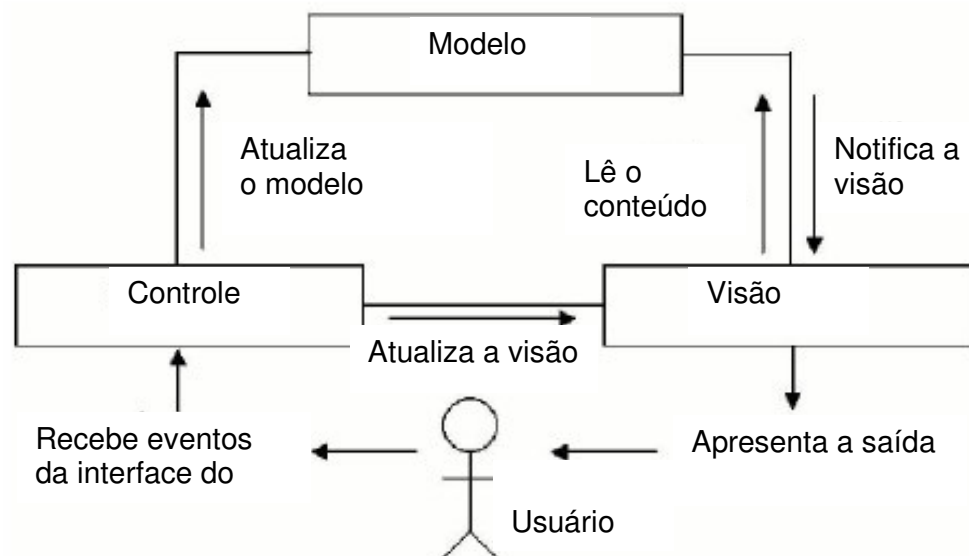 Modelo
Atualiza
o modelo
Lê o
conteúdo
Notifica a
visão
Controle
Visão
Atualiza a visão
Recebe eventos
da interface do
Apresenta a saída
Usuário